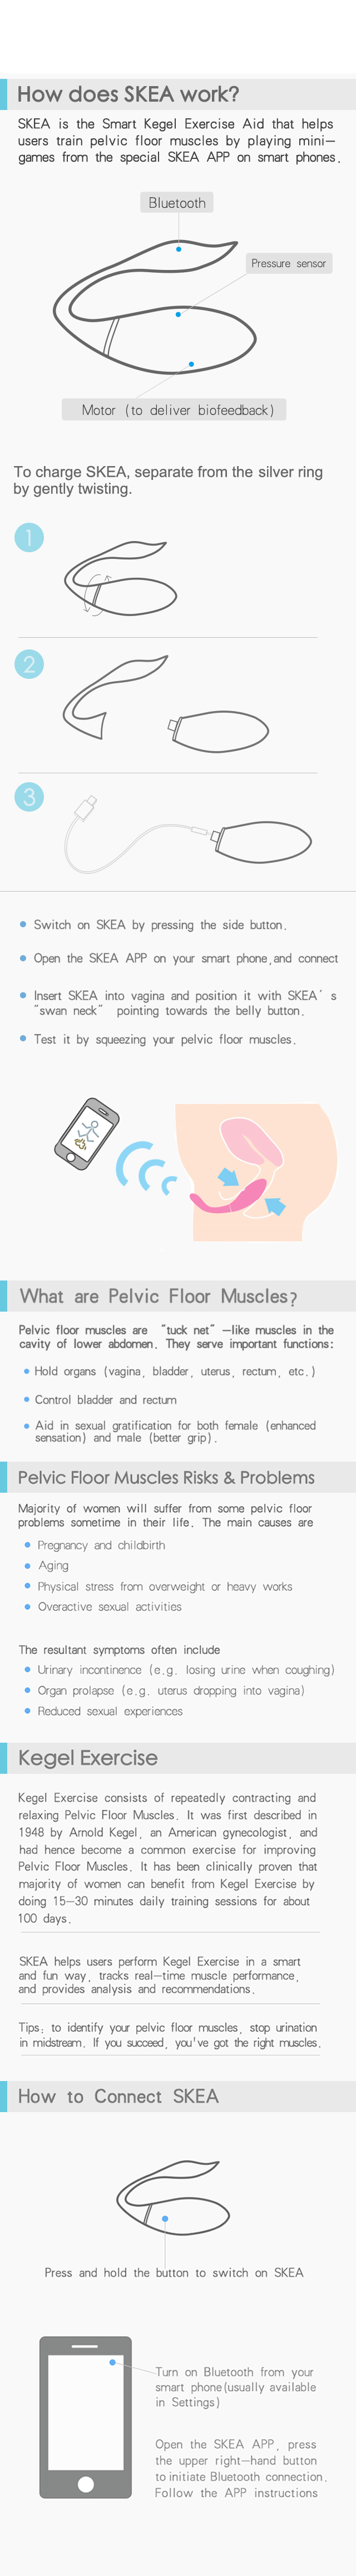 How does SKEA work?
SKEA is the Smart Kegel Exercise Aid that helps
users train pelvic floor muscles by playing mini-
games from the special SKEA APP on smart phones.
Bluetooth
Pressure sensor
Motor (to deliver biofeedback)
To charge SKEA, separate from the silver ring
by gently twisting.
1
2
3
Switch on SKEA by pressing the side button.
Open the SKEA APP on your smart phone,and connect
Insert SKEA into vagina and position it with SKEA´s
“swan neck” pointing towards the belly button.
Test it by squeezing your pelvic floor muscles.
What are Pelvic Floor Muscles?
Pelvic floor muscles are “tuck net” -like muscles in the
cavity of lower abdomen. They serve important functions:
Hold organs (vagina, bladder, uterus, rectum, etc.)
Control bladder and rectum
Aid in sexual gratification for both female (enhanced
sensation) and male (better grip).
Pelvic Floor Muscles Risks & Problems
Majority of women will suffer from some pelvic floor
problems sometime in their life. The main causes are
Pregnancy and childbirth
Aging
Physical stress from overweight or heavy works
Overactive sexual activities
The resultant symptoms often include
Urinary incontinence (e.g. losing urine when coughing)
Organ prolapse (e.g. uterus dropping into vagina)
Reduced sexual experiences
Kegel Exercise
Kegel Exercise consists of repeatedly contracting and
relaxing Pelvic Floor Muscles. It was first described in
1948 by Arnold Kegel, an American gynecologist, and
had hence become a common exercise for improving
Pelvic Floor Muscles. It has been clinically proven that
majority of women can benefit from Kegel Exercise by
doing 15-30 minutes daily training sessions for about
100 days.
SKEA helps users perform Kegel Exercise in a smart
and fun way, tracks real-time muscle performance,
and provides analysis and recommendations.
Tips: to identify your pelvic floor muscles, stop urination
in midstream. If you succeed, you've got the right muscles.
How to Connect SKEA
Press and hold the button to switch on SKEA
Turn on Bluetooth from your
smart phone(usually available
in Settings)
Open the SKEA APP, press
the upper right-hand button
to initiate Bluetooth connection.
Follow the APP instructions